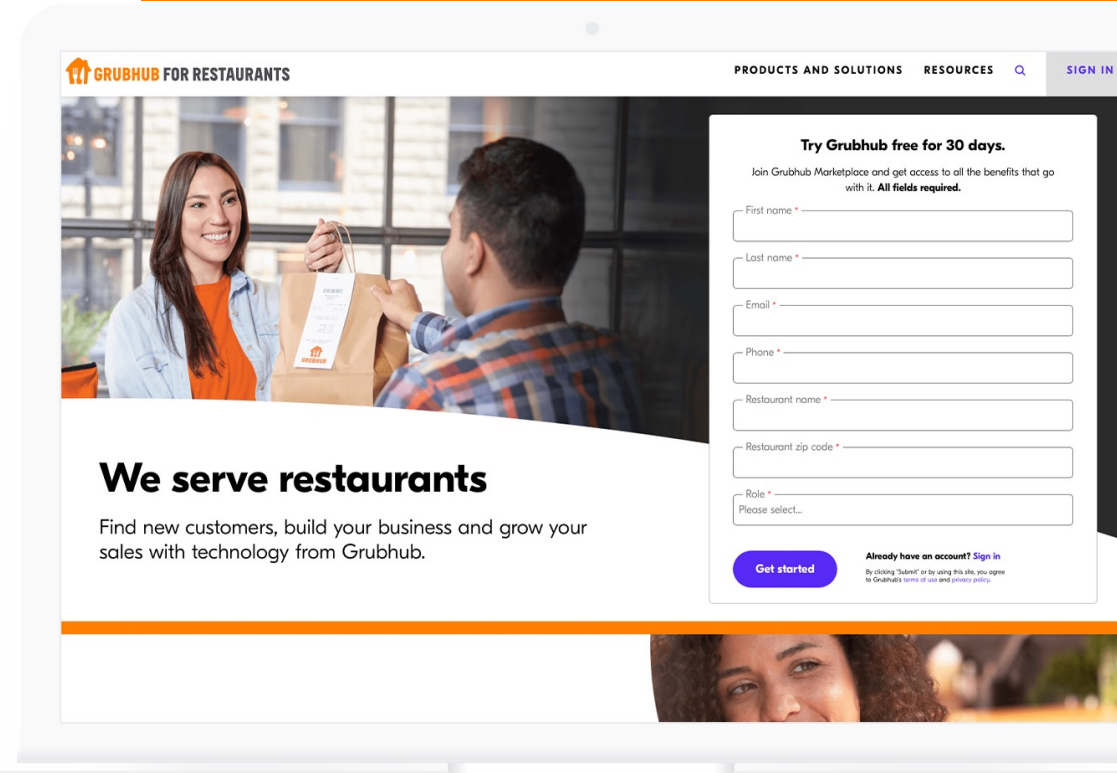 GRUBHUB FOR RESTAURANTS
PRODUCTS AND SOLUTIONS
RESOURCES
SIGN IN
GRUBHUB
We serve restaurants
Find new customers, build your business and grow your
sales with technology from Grubhub.
Try Grubhub free for 30 days.
Join Grubhub Marketplace and get access to all the benefits that go
with it. All fields required.
First name *
Last name *
Email *
Phone *
Restaurant name *
Restaurant zip code *
Role *
Please select...
Get started
Already have an account? Sign in
By clicking "Submit" or by using this site, you agree
to Grubhub's terms of use and privacy policy.